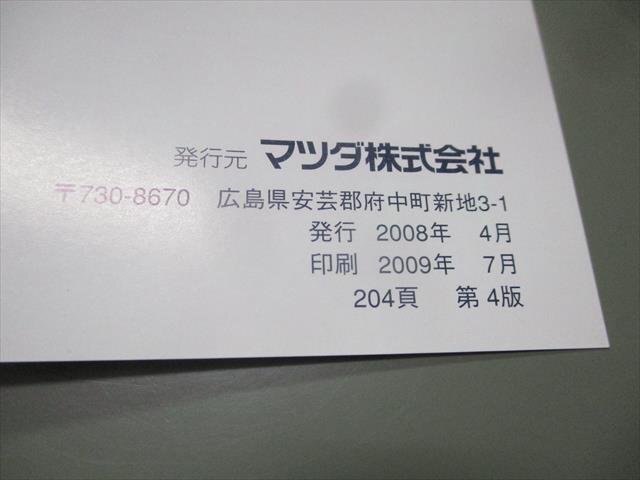 発行元 マツダ株式会社
〒730-8670 広島県安芸郡府中町新地3-1
発行 2008年 4月
印刷 2009年 7月
204頁 第4版